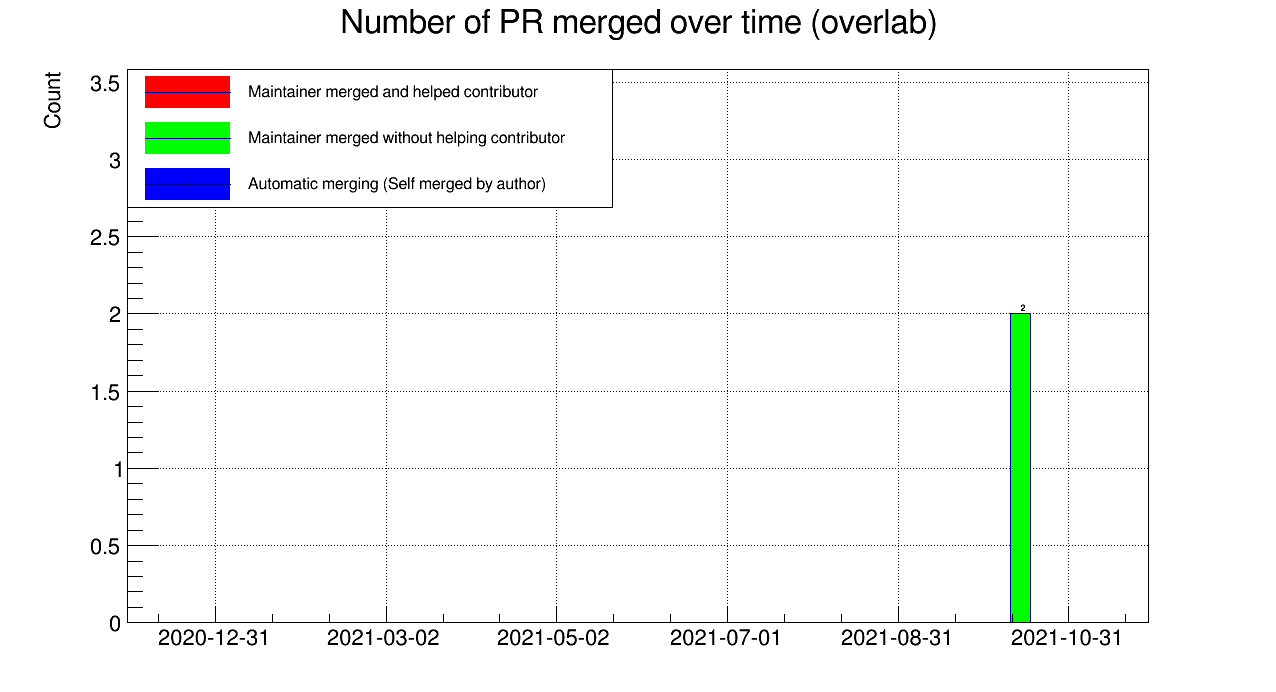 Number of PR merged over time (overlab)
Count
Maintainer merged and helped contributor
Maintainer merged without helping contributor
Automatic merging (Self merged by author)
3.5
3
2.5
2
1.5
1
0.5
0
2
2020-12-31 2021-03-02 2021-05-02 2021-07-01 2021-08-31 2021-10-31